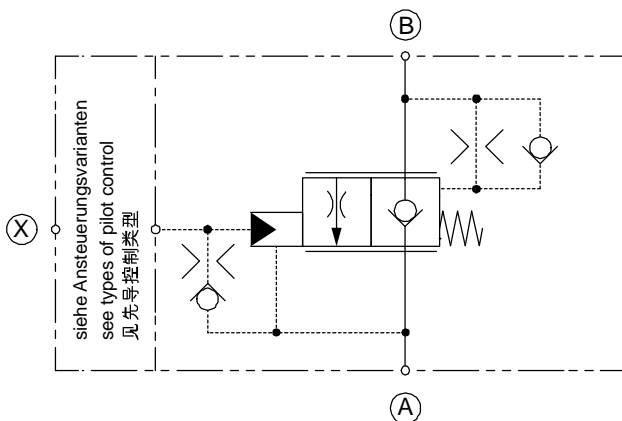 B
X
siehe Ansteuerungsvarianten
see types of pilot control
见先导控制类型
A